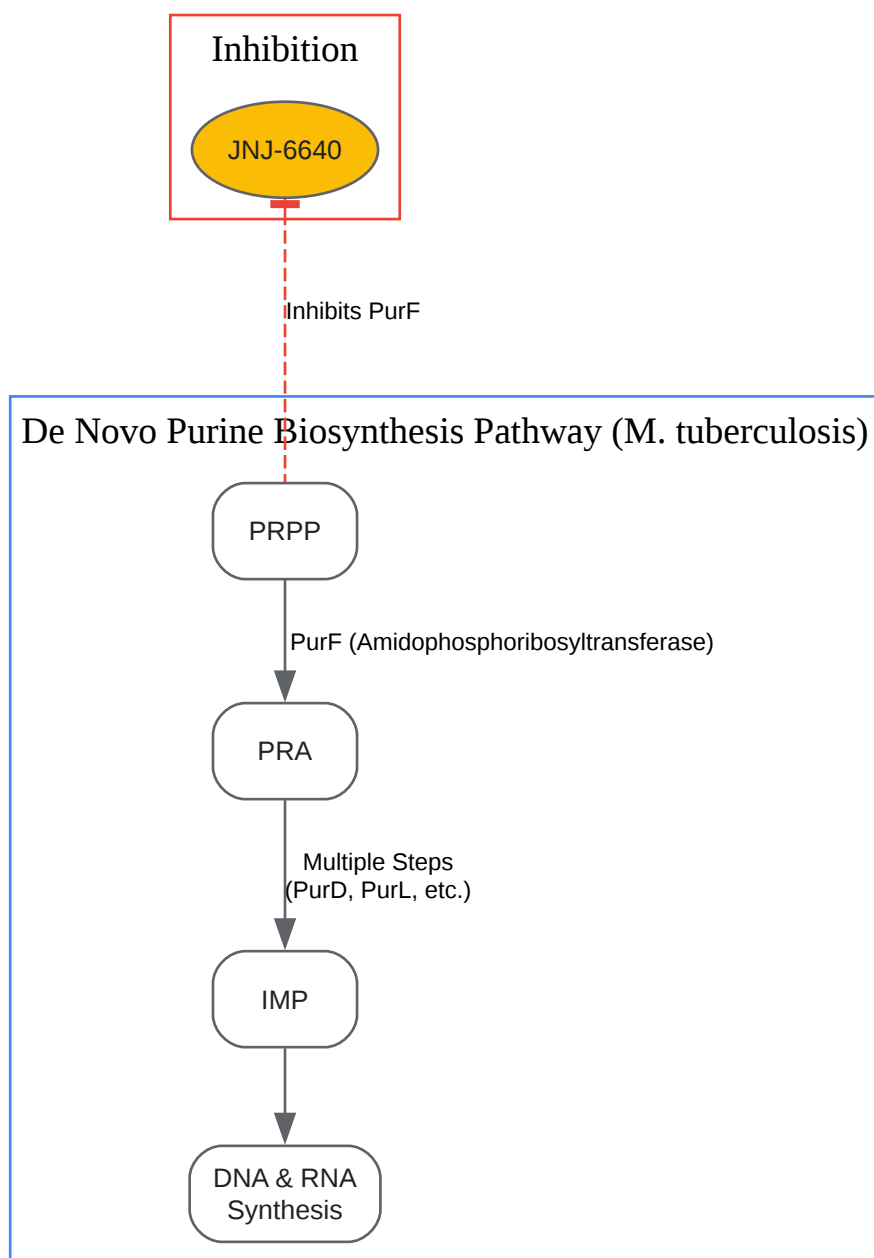 Inhibition
JNJ-6640
Inhibits PurF
De Novo Purine Biosynthesis Pathway (M. tuberculosis)
PRPP
PurF (Amidophosphoribosyltransferase)
PRA
Multiple Steps
(PurD, PurL, etc.)
IMP
DNA & RNA
Synthesis